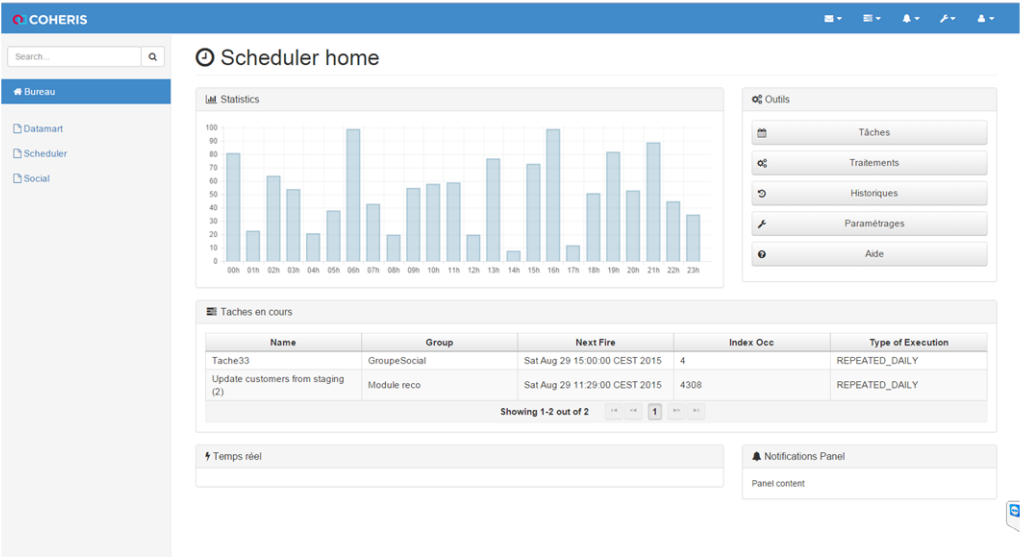 COHERIS
Search...
Bureau
Datamart
Scheduler
Social
Scheduler home
Statistics
100
90
80
70
60
50
40
30
20
10
0
00h 01h 02h 03h 04h 05h 06h 07h 08h 09h 10h 11h 12h 13h 14h 15h 16h 17h 18h 19h 20h 21h 22h 23h
Outils
Tâches
Traitements
Historiques
Paramétrages
Aide
Taches en cours
Name Group Next Fire Index Occ Type of Execution
Tache33 GroupeSocial Sat Aug 29 15:00:00 CEST 2015 4 REPEATED_DAILY
Update customers from staging
(2) Module reco Sat Aug 29 11:29:00 CEST 2015 4308 REPEATED_DAILY
Showing 1-2 out of 2 1
Temps réel
Notifications Panel
Panel content